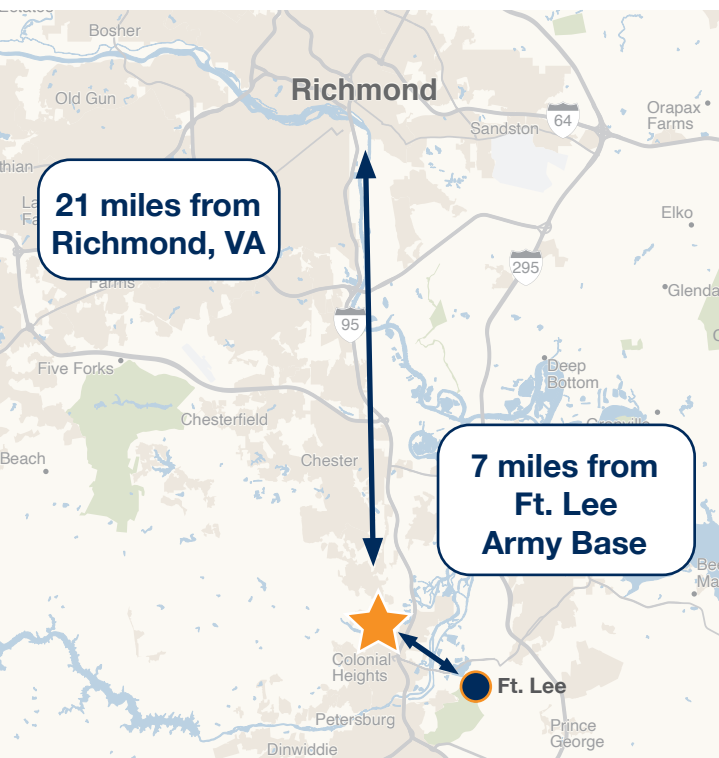 Bosher
Richmond
Old Gun
64
Orapax
Farms
Sandston
21 miles from
Richmond, VA
Elko
295
Farms
95
Five Forks
Deep
Bottom
Chesterfield
Beach
Chester
7 miles from
Ft. Lee
Army Base
Colonial
Heights
Ft. Lee
Petersburg
Prince
George
Dinwiddie